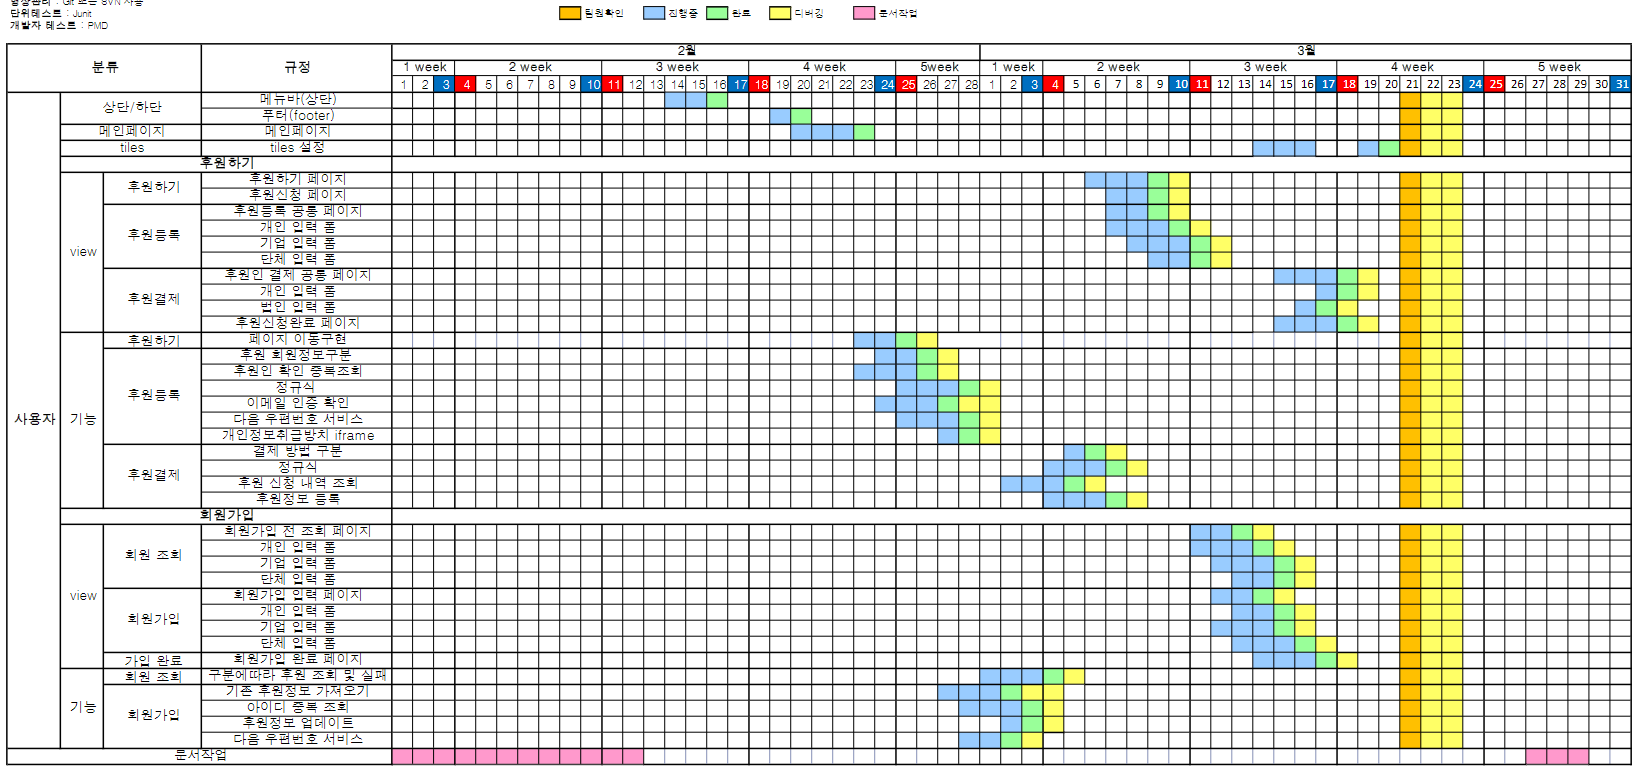 형상관리 : Git 또는 SVN 사용
단위테스트 : Junit
개발자 테스트 : PMD
팀원확인 진행중 완료 디버깅 문서작업
분류 규정 2월 3월
1 week 2 week 3 week 4 week 5week 1 week 2 week 3 week 4 week 5 week
1 2 3 4 5 6 7 8 9 10 11 12 13 14 15 16 17 18 19 20 21 22 23 24 25 26 27 28 1 2 3 4 5 6 7 8 9 10 11 12 13 14 15 16 17 18 19 20 21 22 23 24 25 26 27 28 29 30 31
사용자
상단/하단 메뉴바(상단)
푸터(footer)
메인페이지 메인페이지
tiles tiles 설정
후원하기
view
후원하기 후원하기 페이지
후원신청 페이지
후원등록 후원등록 공통 페이지
개인 입력 폼
기업 입력 폼
단체 입력 폼
후원결제 후원인 결제 공통 페이지
개인 입력 폼
법인 입력 폼
후원신청완료 페이지
기능
후원하기 페이지 이동구현
후원등록 후원 회원정보구분
후원인 확인 중복조회
정규식
이메일 인증 확인
다음 우편번호 서비스
개인정보취급방치 iframe
후원결제 결제 방법 구분
정규식
후원 신청 내역 조회
후원정보 등록
회원가입
view
회원 조회 회원가입 전 조회 페이지
개인 입력 폼
기업 입력 폼
단체 입력 폼
회원가입 회원가입 입력 페이지
개인 입력 폼
기업 입력 폼
단체 입력 폼
가입 완료 회원가입 완료 페이지
기능
회원 조회 구분에따라 후원 조회 및 실패
회원가입 기존 후원정보 가져오기
아이디 중복 조회
후원정보 업데이트
다음 우편번호 서비스
문서작업